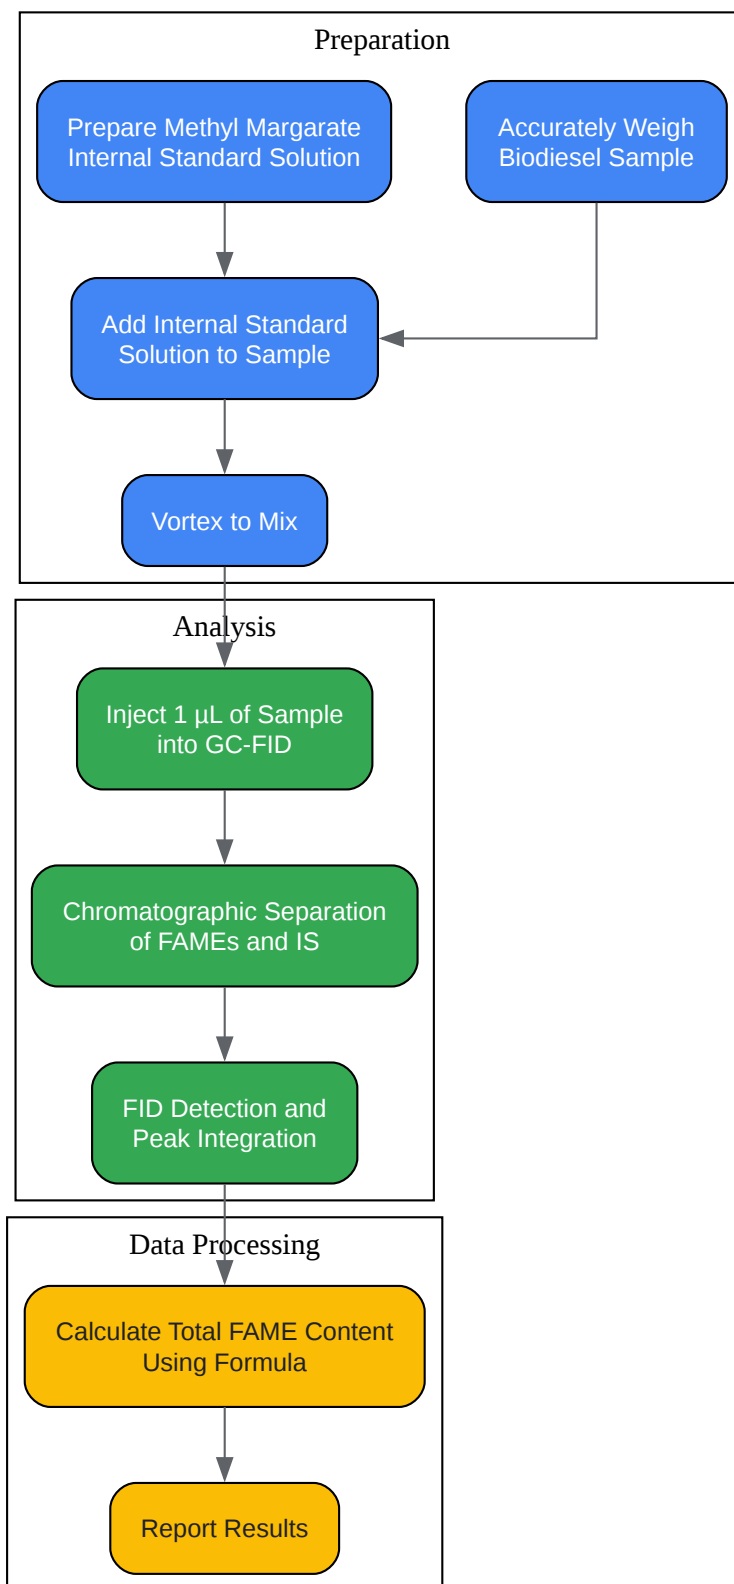 Preparation
Prepare Methyl Margarate
Internal Standard Solution
Accurately Weigh
Biodiesel Sample
Add Internal Standard
Solution to Sample
Vortex to Mix
Analysis
Inject 1 µL of Sample
into GC-FID
Chromatographic Separation
of FAMEs and IS
FID Detection and
Peak Integration
Data Processing
Calculate Total FAME Content
Using Formula
Report Results